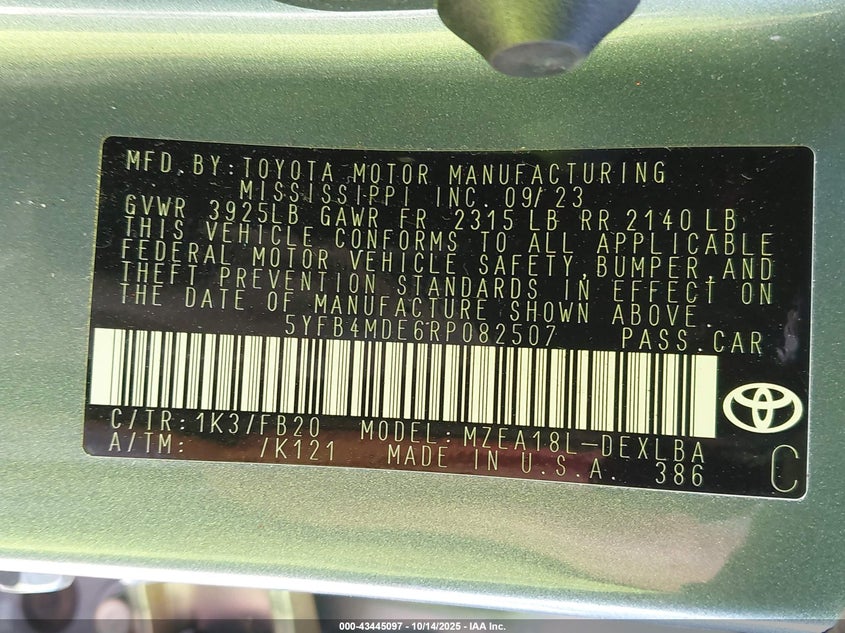 MFD.BY:TOYOTA MOTOR MANUFACTURING
MISSISSIPPI INC. 09/23
GVWR 3925LB GAWR FR 2315 LB RR 2140 LB
THIS VEHICLE CONFORMS TO ALL APPLICABLE
FEDERAL MOTOR VEHICLE SAFETY, BUMPER, AND
THEFT PREVENTION STANDARDS IN EFFECT ON
THE DATE OF MANUFACTURE SHOWN ABOVE
5YFB4MDE6RP082507 PASS.CAR
C/TR: 1K3/FB20 MODEL: MZEA18L-DEXLBA
A/TM: /K121 MADE IN U.S.A. 386
C
000-43445097 - 10/14/2025 - IAA Inc.